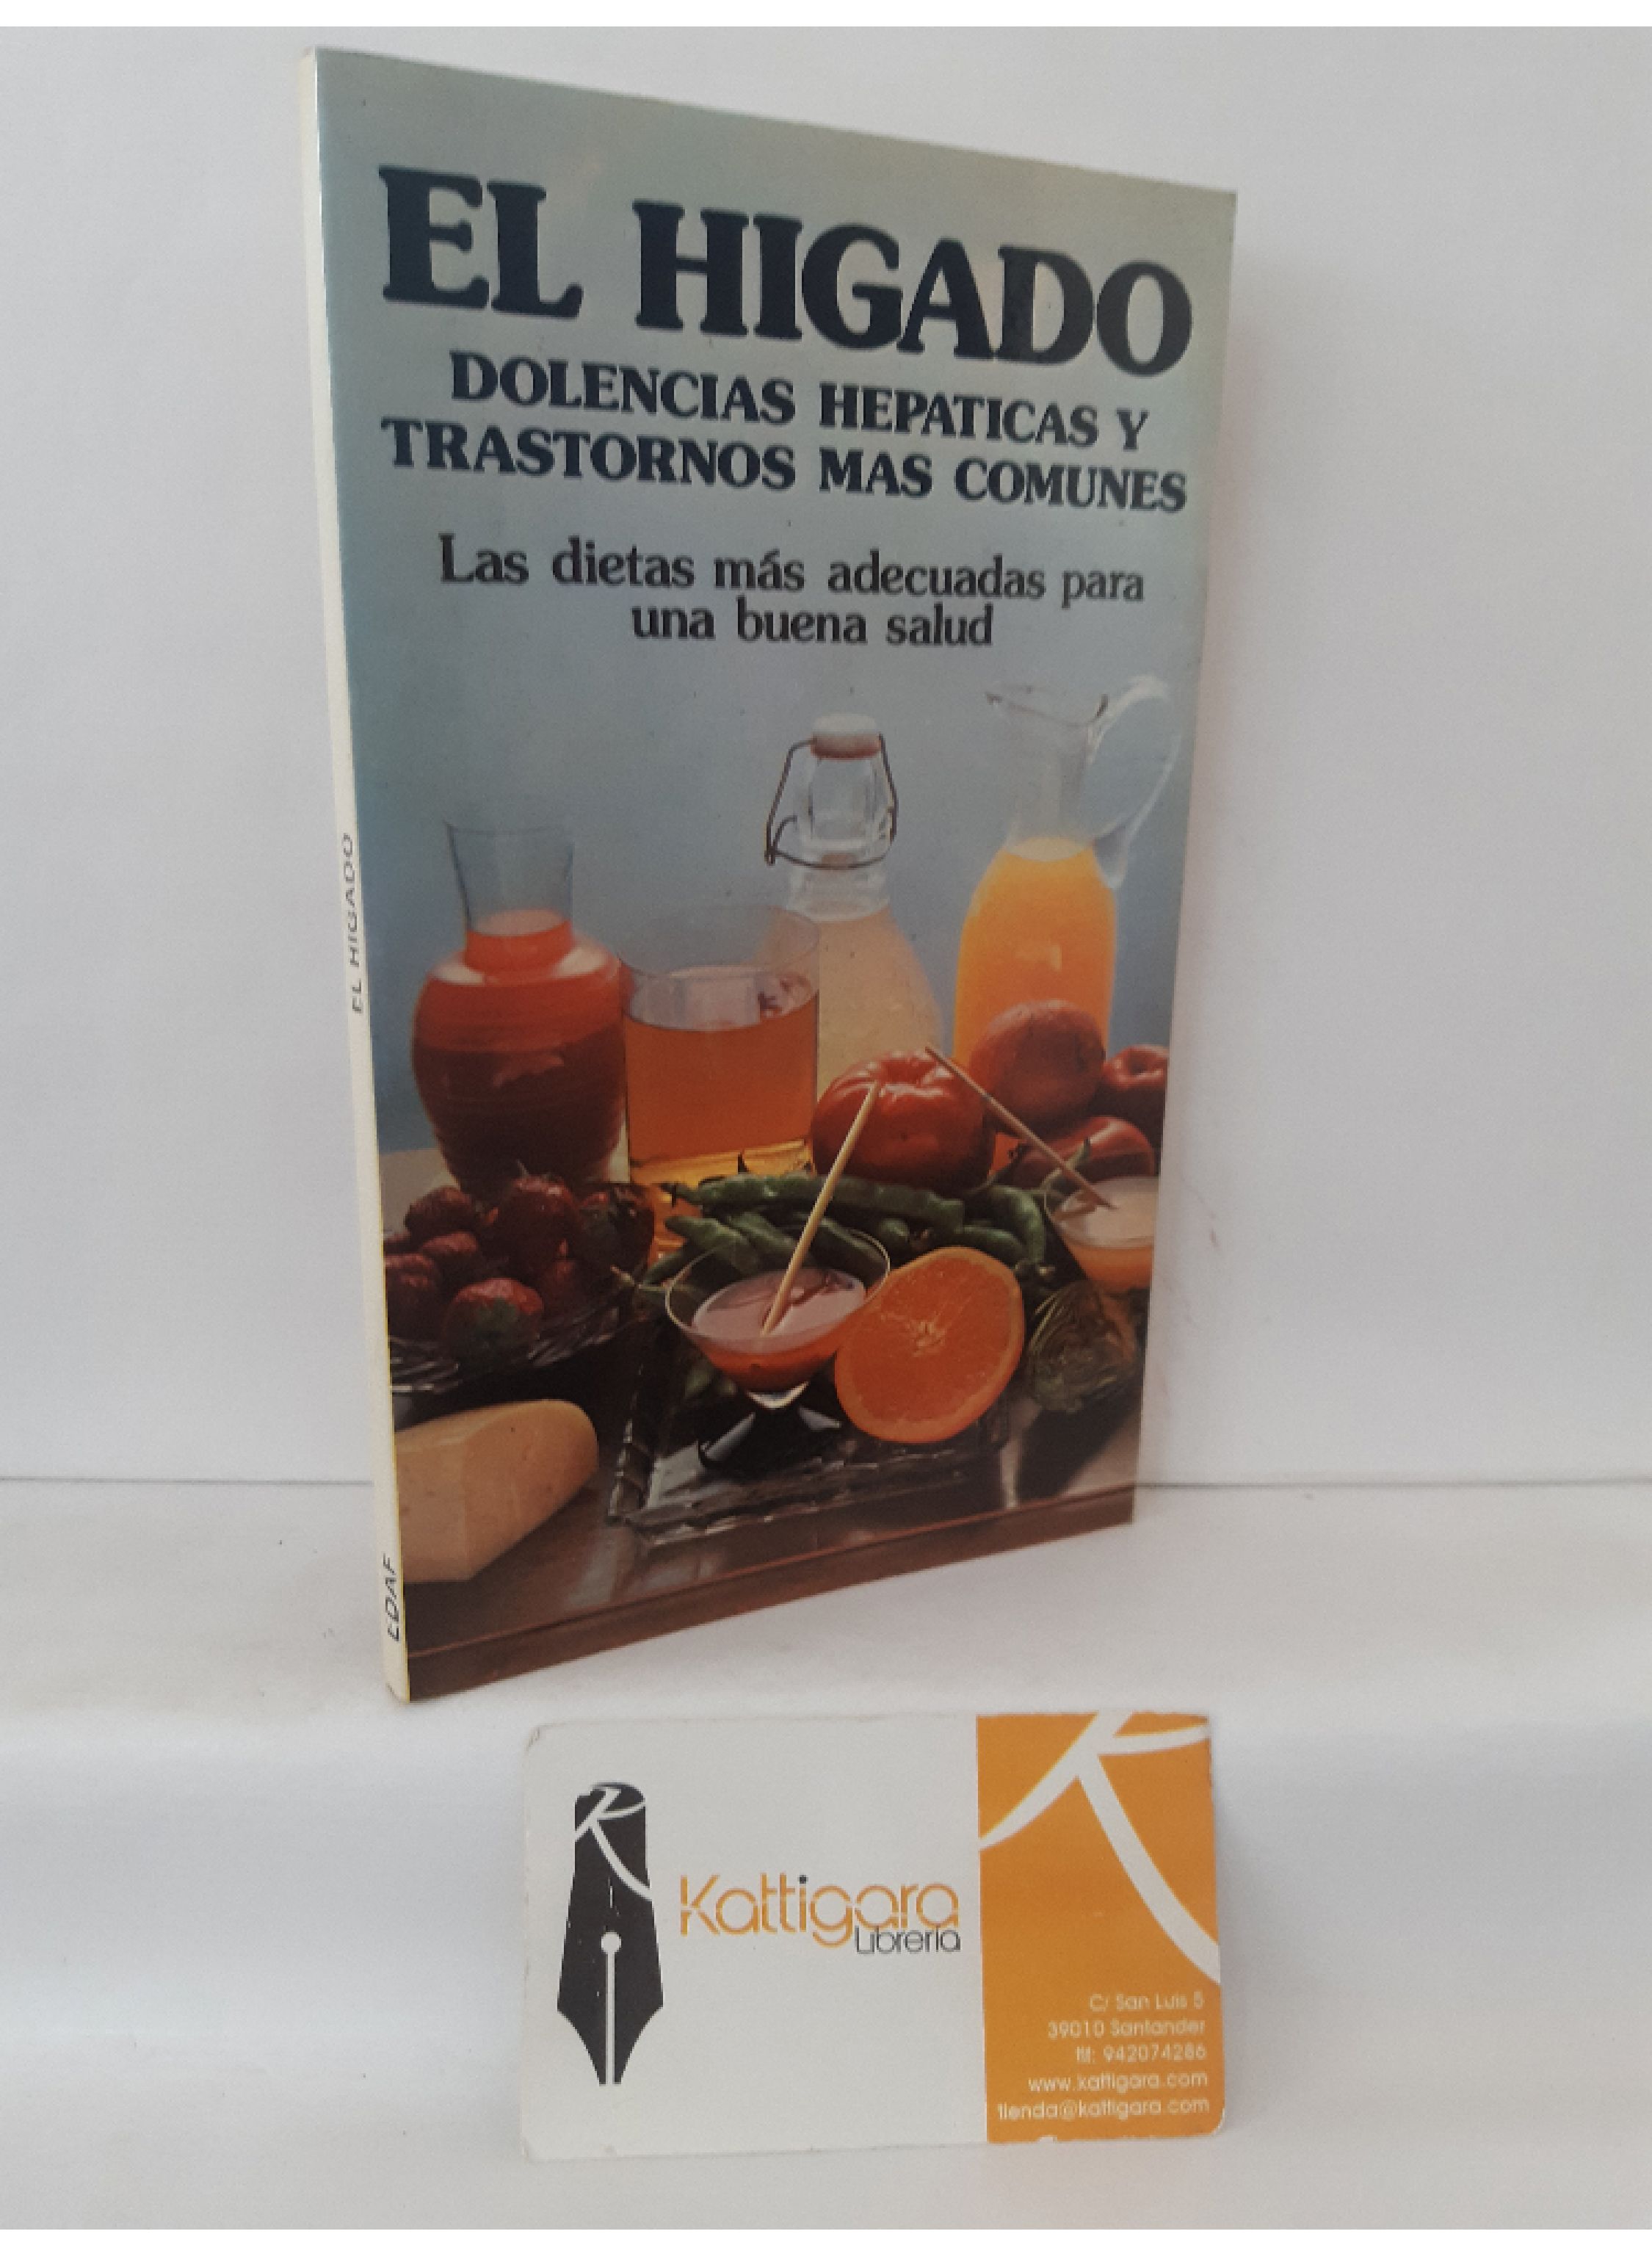 EL HIGADO
DOLENCIAS HEPATICAS Y
TRASTORNOS MAS COMUNES
Las dietas más adecuadas para
una buena salud
EL HIGADO
EDAF
K
Kattigara
Librería
K
C/ San Luis 5
39010 Santander
tlf: 942074286
www.kattigara.com
tienda@kattigara.com